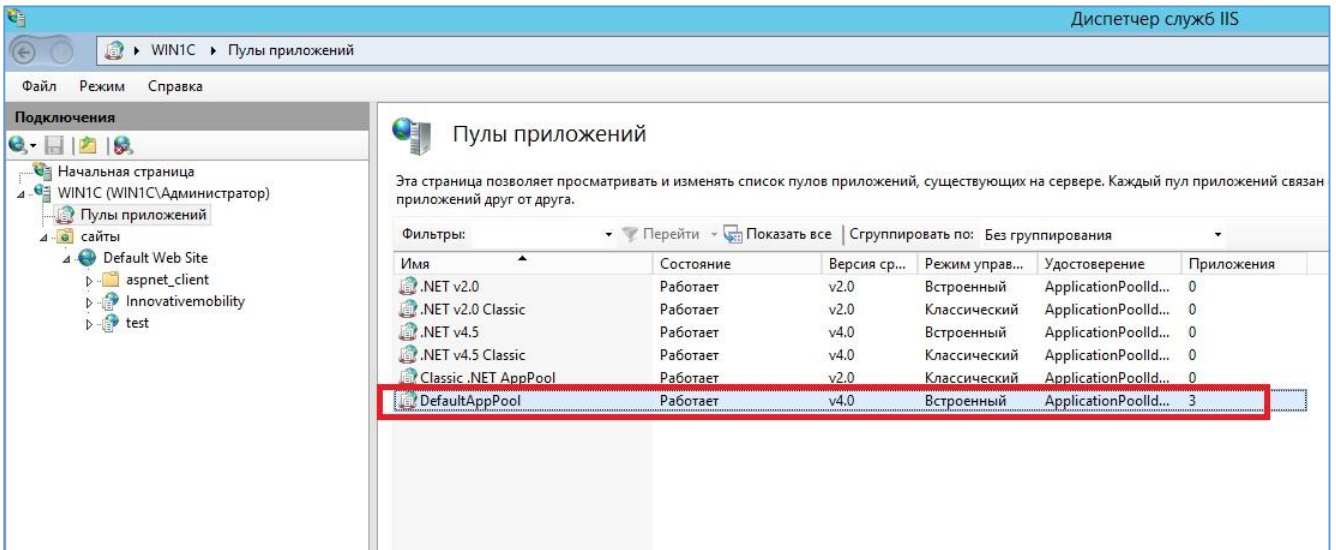 Диспетчер служб IIS
WIN1C Пулы приложений
Файл Режим Справка
Подключения
Начальная страница
WIN1C (WIN1C\Администратор)
Пулы приложений
сайты
Default Web Site
aspnet_client
Innovativemobility
test
Пулы приложений
Эта страница позволяет просматривать и изменять список пулов приложений, существующих на сервере. Каждый пул приложений связан
приложений друг от друга.
Фильтры: Перейти Показать все Сгруппировать по: Без группирования
Имя Состояние Версия ср... Режим управ... Удостоверение Приложения
.NET v2.0 Работает v2.0 Встроенный ApplicationPoolId... 0
.NET v2.0 Classic Работает v2.0 Классический ApplicationPoolId... 0
.NET v4.5 Работает v4.0 Встроенный ApplicationPoolId... 0
.NET v4.5 Classic Работает v4.0 Классический ApplicationPoolId... 0
Classic .NET AppPool Работает v2.0 Классический ApplicationPoolId... 0
DefaultAppPool Работает v4.0 Встроенный ApplicationPoolId... 3